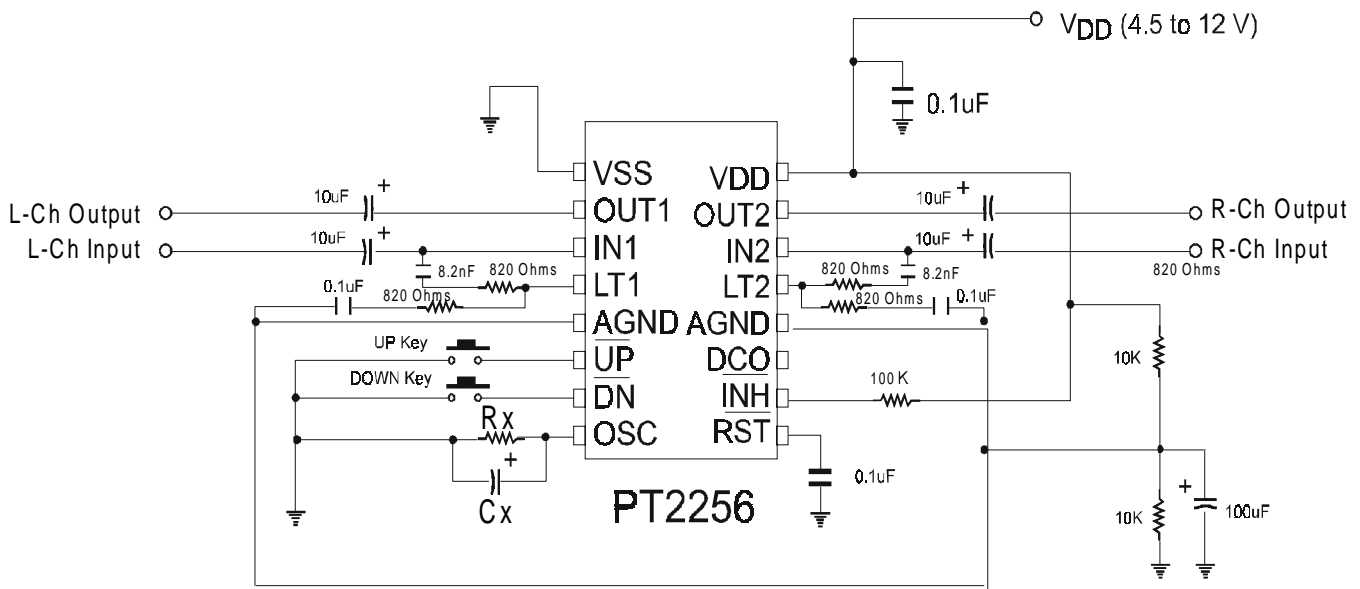 VDD (4.5 to 12 V)
0.1uF
VSS
VDD
10uF
+
10uF
+
L-Ch Output
OUT1
OUT2
R-Ch Output
10uF
+
10uF
+
L-Ch Input
IN1
IN2
R-Ch Input
8.2nF
820 Ohms
820 Ohms
8.2nF
820 Ohms
0.1uF
LT1
LT2
820 Ohms
820 Ohms
0.1uF
AGND
AGND
UP Key
UP
DCO
10K
DOWN Key
DN
INH
100K
Rx
OSC
RST
+
Cx
0.1uF
PT2256
10K
+
100uF